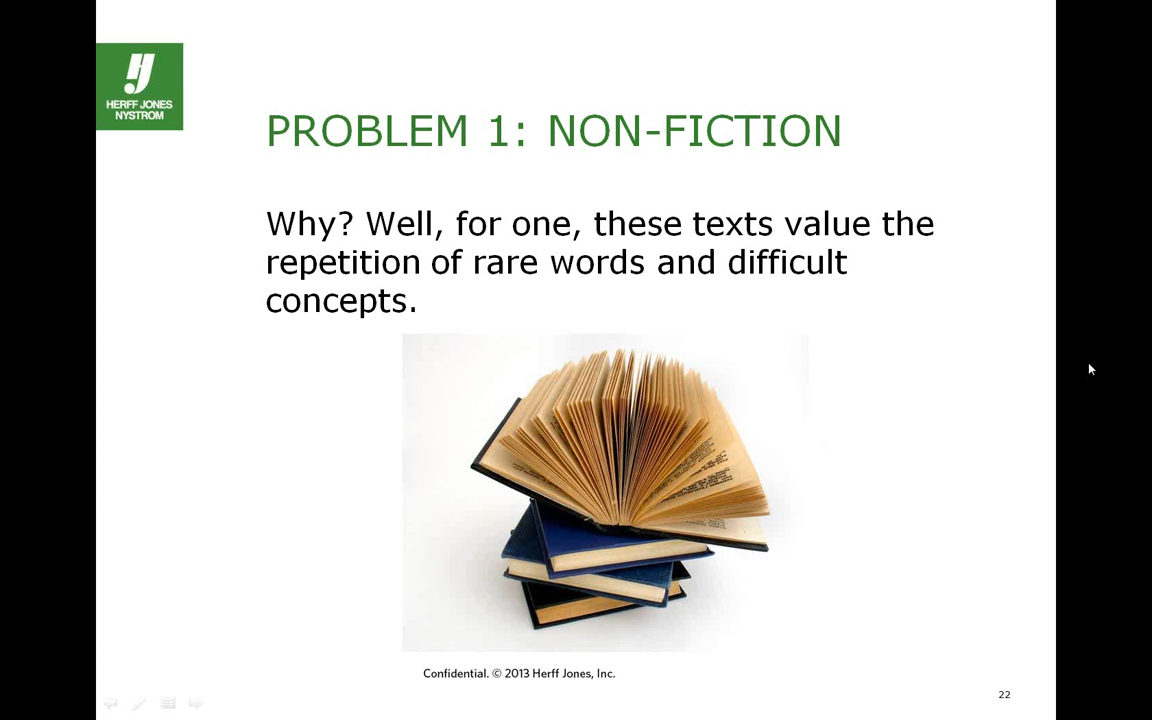 HERFF JONES
NYSTROM
PROBLEM 1: NON-FICTION
Why? Well, for one, these texts value the
repetition of rare words and difficult
concepts.
Confidential. © 2013 Herff Jones, Inc.
22